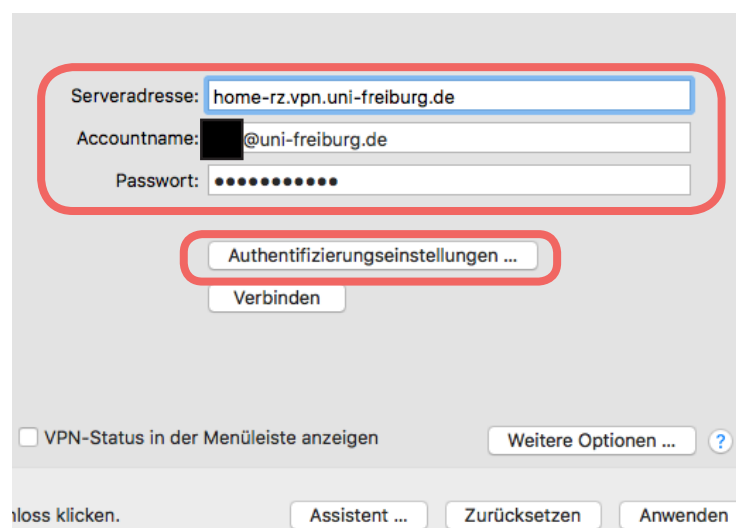 Serveradresse: home-rz.vpn.uni-freiburg.de
Accountname: @uni-freiburg.de
Passwort: •••••••••••
Authentifizierungseinstellungen ...
Verbinden
VPN-Status in der Menüleiste anzeigen Weitere Optionen ... ?
klicken. Assistent ... Zurücksetzen Anwenden